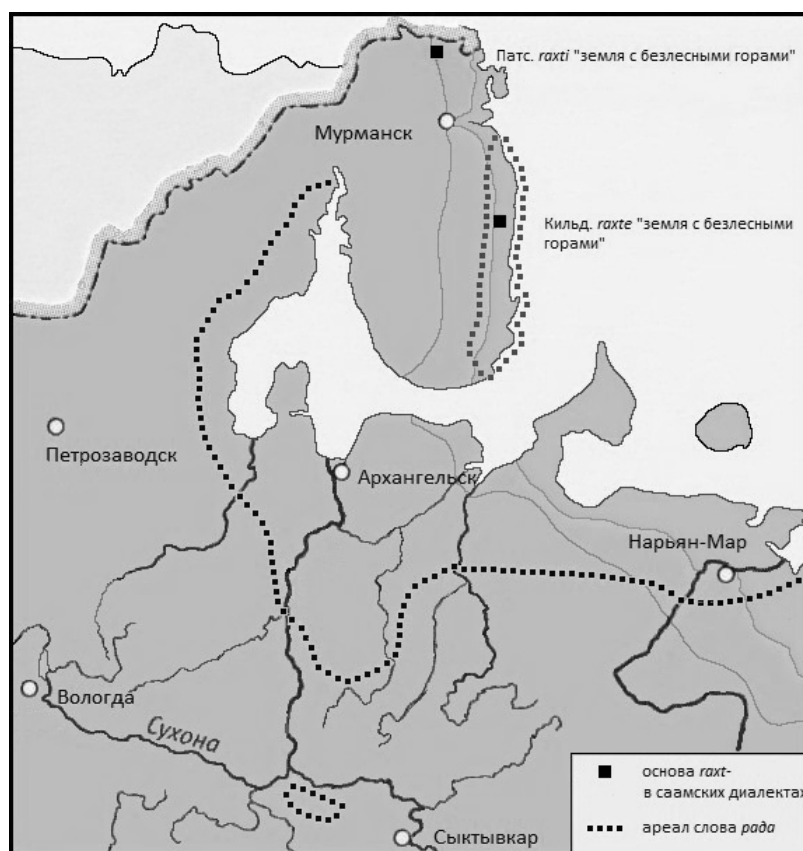 Патс. raxti "земля с безлесными горами"
Мурманск
Кильд. raxte "земля с безлесными
горами"
Петрозаводск
Архангельск
Нарьян-Мар
Вологда
Сухона
Сыктывкар
основа raxt-
в саамских диалектах
ареал слова рада